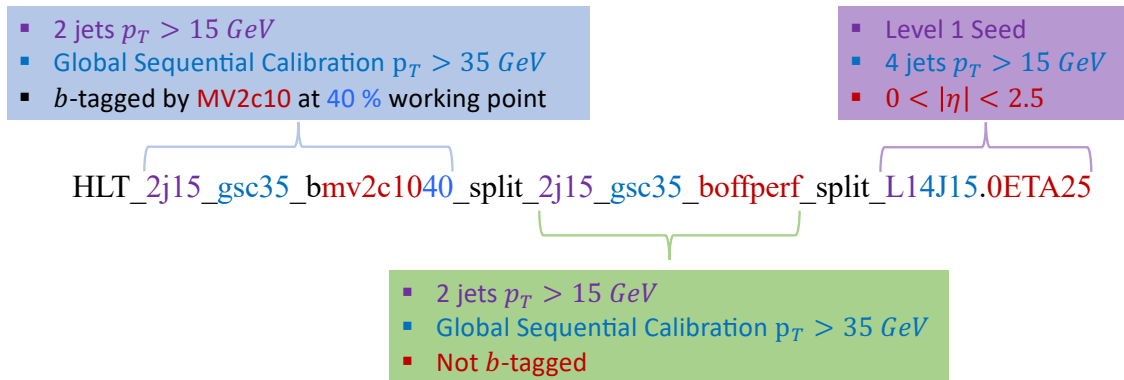 ▪ 2 jets p_T > 15 GeV
▪ Global Sequential Calibration p_T > 35 GeV
▪ b-tagged by MV2c10 at 40 % working point
▪ Level 1 Seed
▪ 4 jets p_T > 15 GeV
▪ 0 < |η| < 2.5
HLT_2j15_gsc35_bmv2c1040_split_2j15_gsc35_boffperf_split_L14J15.0ETA25
▪ 2 jets p_T > 15 GeV
▪ Global Sequential Calibration p_T > 35 GeV
▪ Not b-tagged